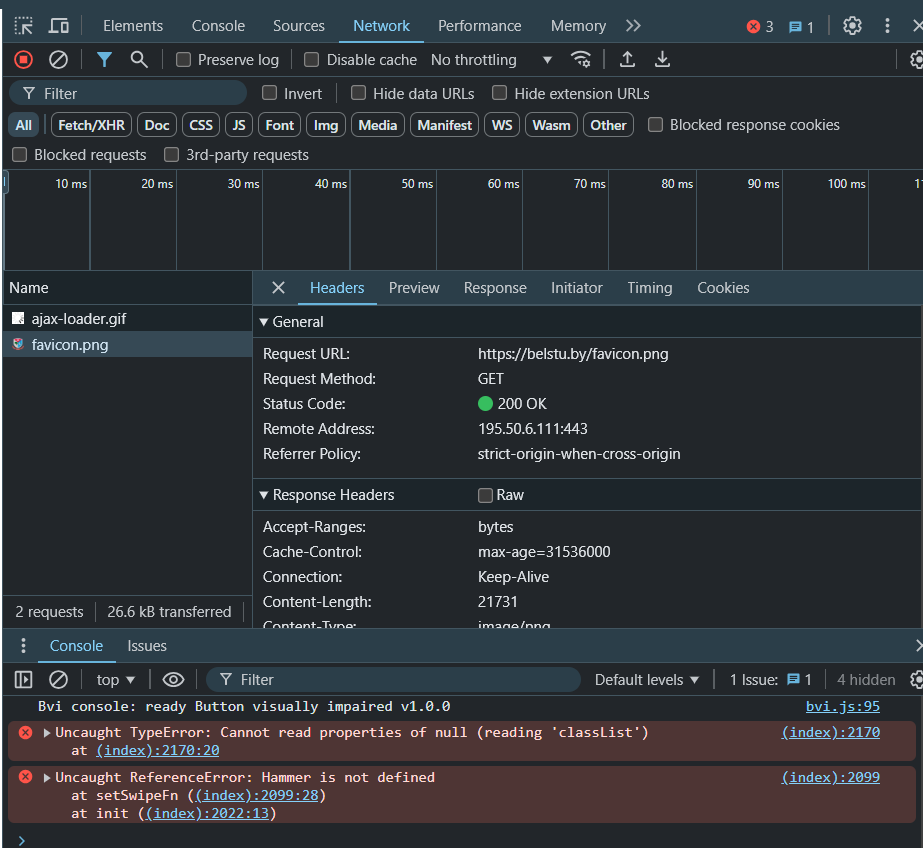 Elements Console Sources Network Performance Memory 3 1
Preserve log Disable cache No throttling
Filter Invert Hide data URLs Hide extension URLs
All Fetch/XHR Doc CSS JS Font Img Media Manifest WS Wasm Other Blocked response cookies
Blocked requests 3rd-party requests
10 ms 20 ms 30 ms 40 ms 50 ms 60 ms 70 ms 80 ms 90 ms 100 ms
Name
ajax-loader.gif
favicon.png
Headers Preview Response Initiator Timing Cookies
General
Request URL: https://belstu.by/favicon.png
Request Method: GET
Status Code: 200 OK
Remote Address: 195.50.6.111:443
Referrer Policy: strict-origin-when-cross-origin
Response Headers Raw
Accept-Ranges: bytes
Cache-Control: max-age=31536000
Connection: Keep-Alive
Content-Length: 21731
Content-Type: image/png
2 requests 26.6 kB transferred
Console Issues
top Filter Default levels 1 Issue: 1 4 hidden
Bvi console: ready Button visually impaired v1.0.0 bvi.js:95
Uncaught TypeError: Cannot read properties of null (reading 'classList') (index):2170
at (index):2170:20
Uncaught ReferenceError: Hammer is not defined (index):2099
at setSwipeFn ((index):2099:28)
at init ((index):2022:13)